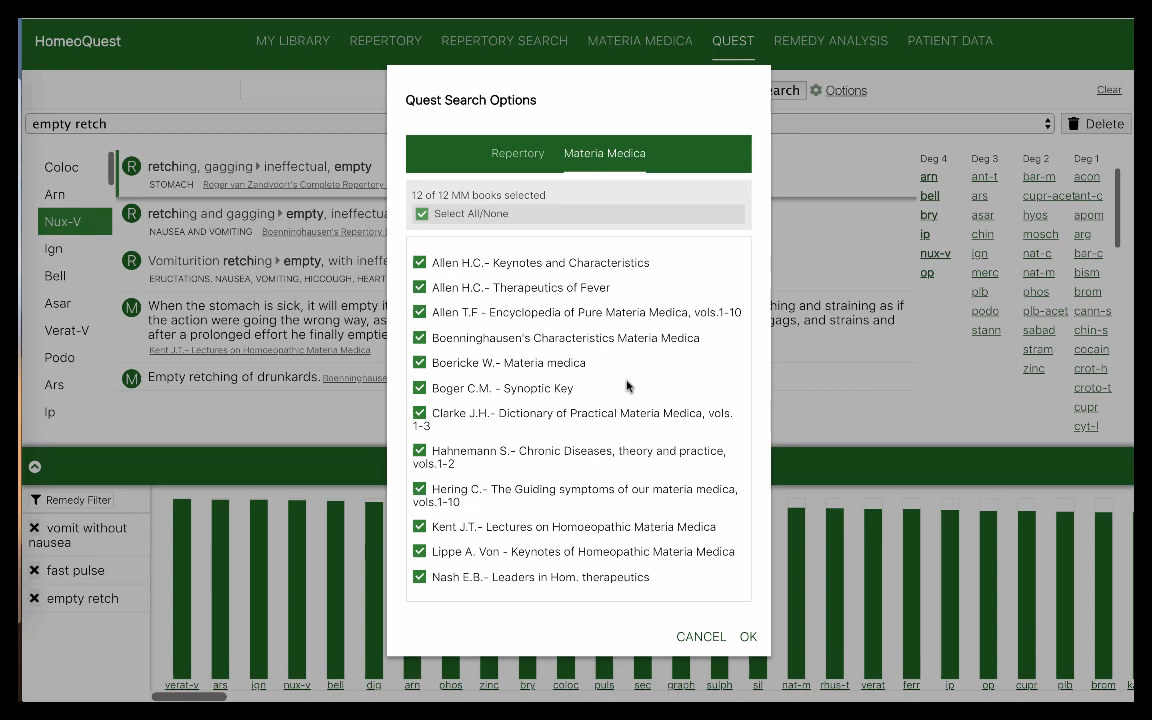 HomeoQuest
MY LIBRARY REPERTORY REPERTORY SEARCH MATERIA MEDICA QUEST REMEDY ANALYSIS PATIENT DATA
Options Clear
empty retch Delete
Quest Search Options
Repertory Materia Medica
12 of 12 MM books selected
Select All/None
Allen H.C.- Keynotes and Characteristics
Allen H.C.- Therapeutics of Fever
Allen T.F - Encyclopedia of Pure Materia Medica, vols.1-10
Boenninghausen's Characteristics Materia Medica
Boericke W.- Materia medica
Boger C.M. - Synoptic Key
Clarke J.H.- Dictionary of Practical Materia Medica, vols.
1-3
Hahnemann S.- Chronic Diseases, theory and practice,
vols.1-2
Hering C.- The Guiding symptoms of our materia medica,
vols.1-10
Kent J.T.- Lectures on Homoeopathic Materia Medica
Lippe A. Von - Keynotes of Homeopathic Materia Medica
Nash E.B.- Leaders in Hom. therapeutics
CANCEL OK
Coloc
Arn
Nux-V
Ign
Bell
Asar
Verat-V
Podo
Ars
Ip
R retching, gagging ineffectual, empty
STOMACH Roger van Zandvoort's Complete Repertory
R retching and gagging empty,
NAUSEA AND VOMITING Boenninghausen's Repertory
R Vomiturition retching empty, with
ERUCTATIONS, NAUSEA, VOMITING, HICCOUGH, HEART
M When the stomach is sick, it will empty
the action were going the wrong way, as
after a prolonged effort he finally
Kent J.T.- Lectures on Homoeopathic Materia Medica
and straining as if
and strains and
M Empty retching of drunkards.
Deg 4 Deg 3 Deg 2 Deg 1
arn ant-t bar-m acon
bell ars cupr-acet ant-c
bry asar hyos apom
ip chin mosch arg
nux-v ign nat-c bar-c
op merc nat-m bism
plb phos brom
podo plb-acet cann-s
stann sabad chin-s
stram cocain
zinc crot-h
croto-t
cupr
cyt-l
Remedy Filter
vomit without
nausea
fast pulse
empty retch
verat-v ars ign nux-v bell dig arn phos zinc bry coloc puls sec graph sulph sil nat-m rhus-t verat ferr ip op cupr plb brom